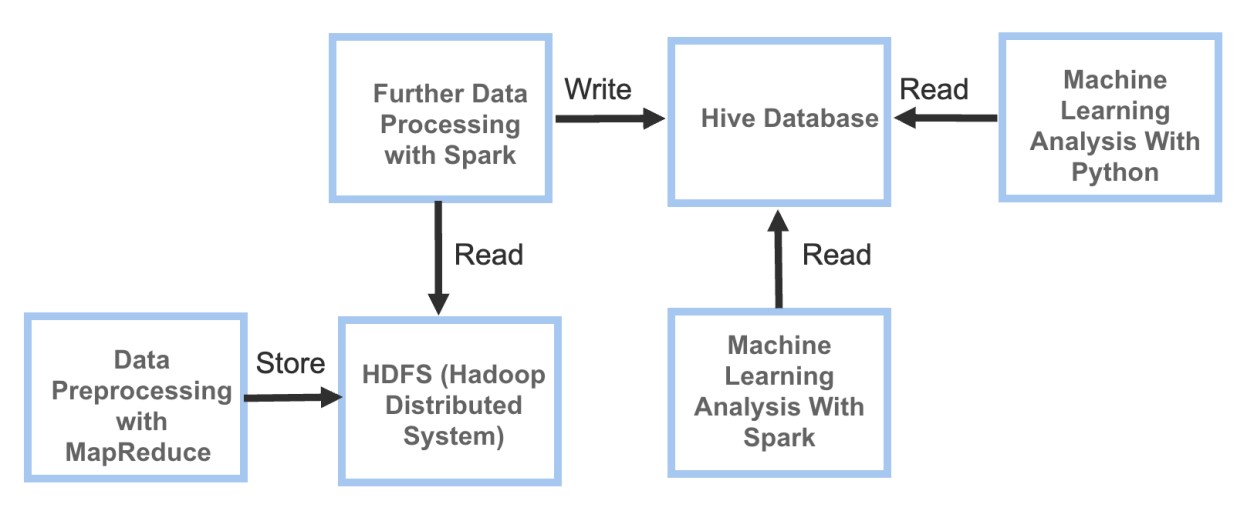 Further Data
Processing
with Spark
Write
Hive Database
Read
Machine
Learning
Analysis With
Python
Read
Read
Data
Preprocessing
with
MapReduce
Store
HDFS (Hadoop
Distributed
System)
Machine
Learning
Analysis With
Spark